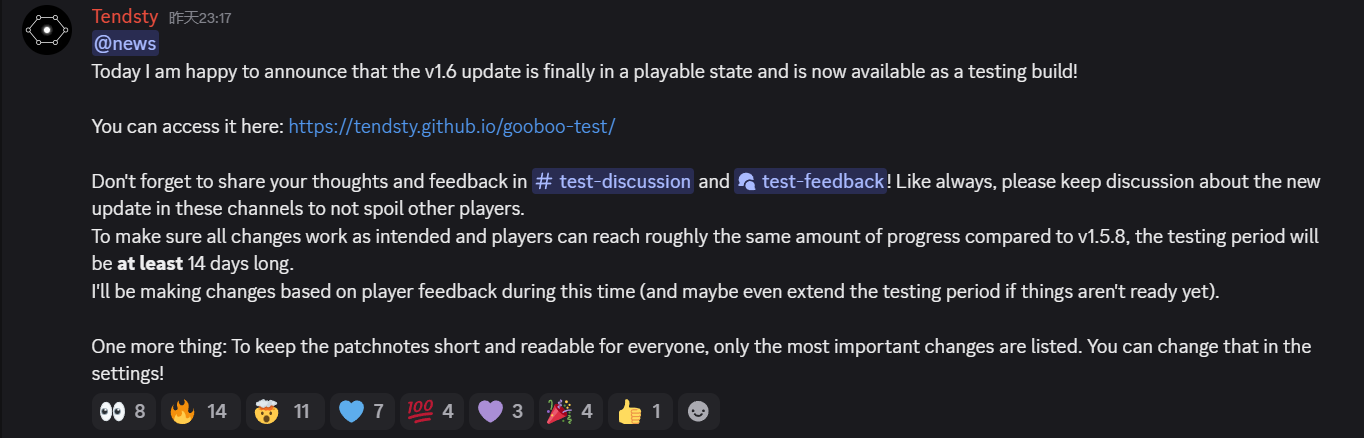 Tendsty 昨天23:17
@news
Today I am happy to announce that the v1.6 update is finally in a playable state and is now available as a testing build!
You can access it here: https://tendsty.github.io/gooboo-test/
Don't forget to share your thoughts and feedback in # test-discussion and test-feedback! Like always, please keep discussion about the new
update in these channels to not spoil other players.
To make sure all changes work as intended and players can reach roughly the same amount of progress compared to v1.5.8, the testing period will
be at least 14 days long.
I'll be making changes based on player feedback during this time (and maybe even extend the testing period if things aren't ready yet).
One more thing: To keep the patchnotes short and readable for everyone, only the most important changes are listed. You can change that in the
settings!
8 14 11 7 100 4 3 4 1